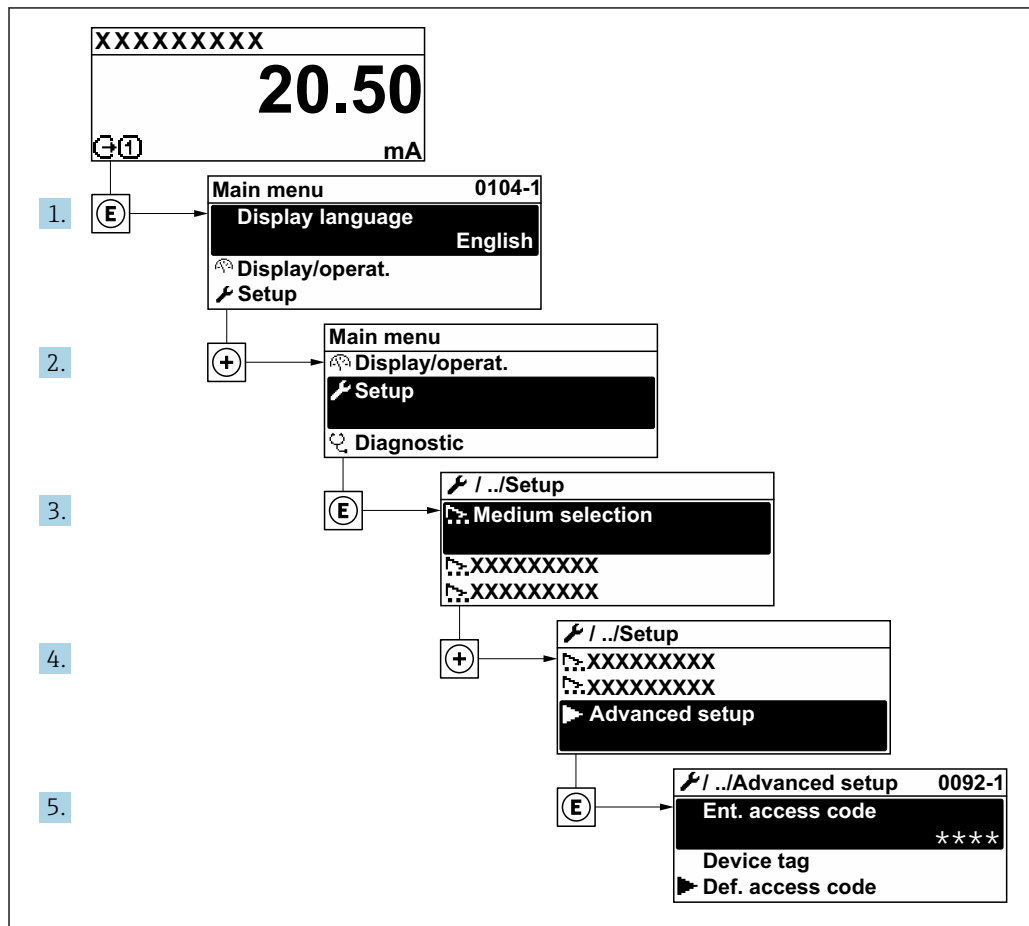 XXXXXXXXX
20.50
1 mA
1. E
Main menu 0104-1
Display language
English
Display/operat.
Setup
2. +
Main menu
Display/operat.
Setup
Diagnostic
3. E
/ ../Setup
Medium selection
XXXXXXXXX
XXXXXXXXX
4. +
/ ../Setup
XXXXXXXXX
XXXXXXXXX
Advanced setup
5. E
/ ../Advanced setup 0092-1
Ent. access code
****
Device tag
Def. access code